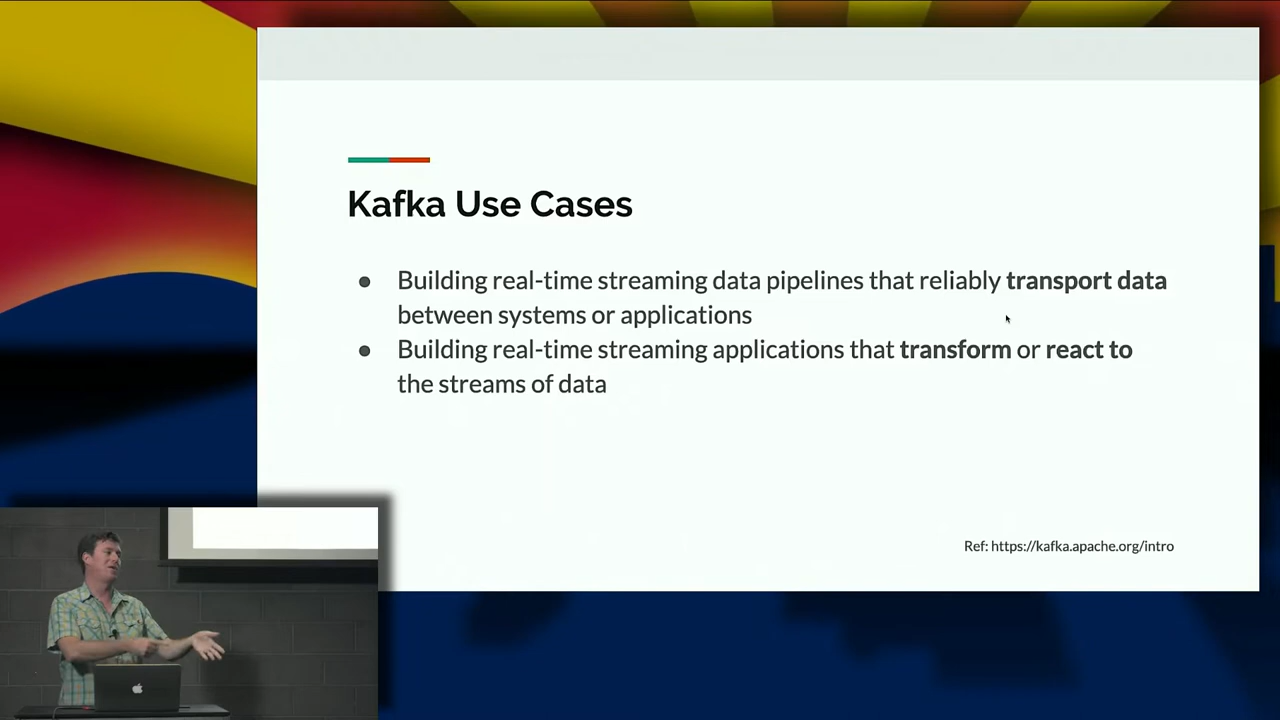 Kafka Use Cases
● Building real-time streaming data pipelines that reliably transport data
between systems or applications
● Building real-time streaming applications that transform or react to
the streams of data
Ref: https://kafka.apache.org/intro